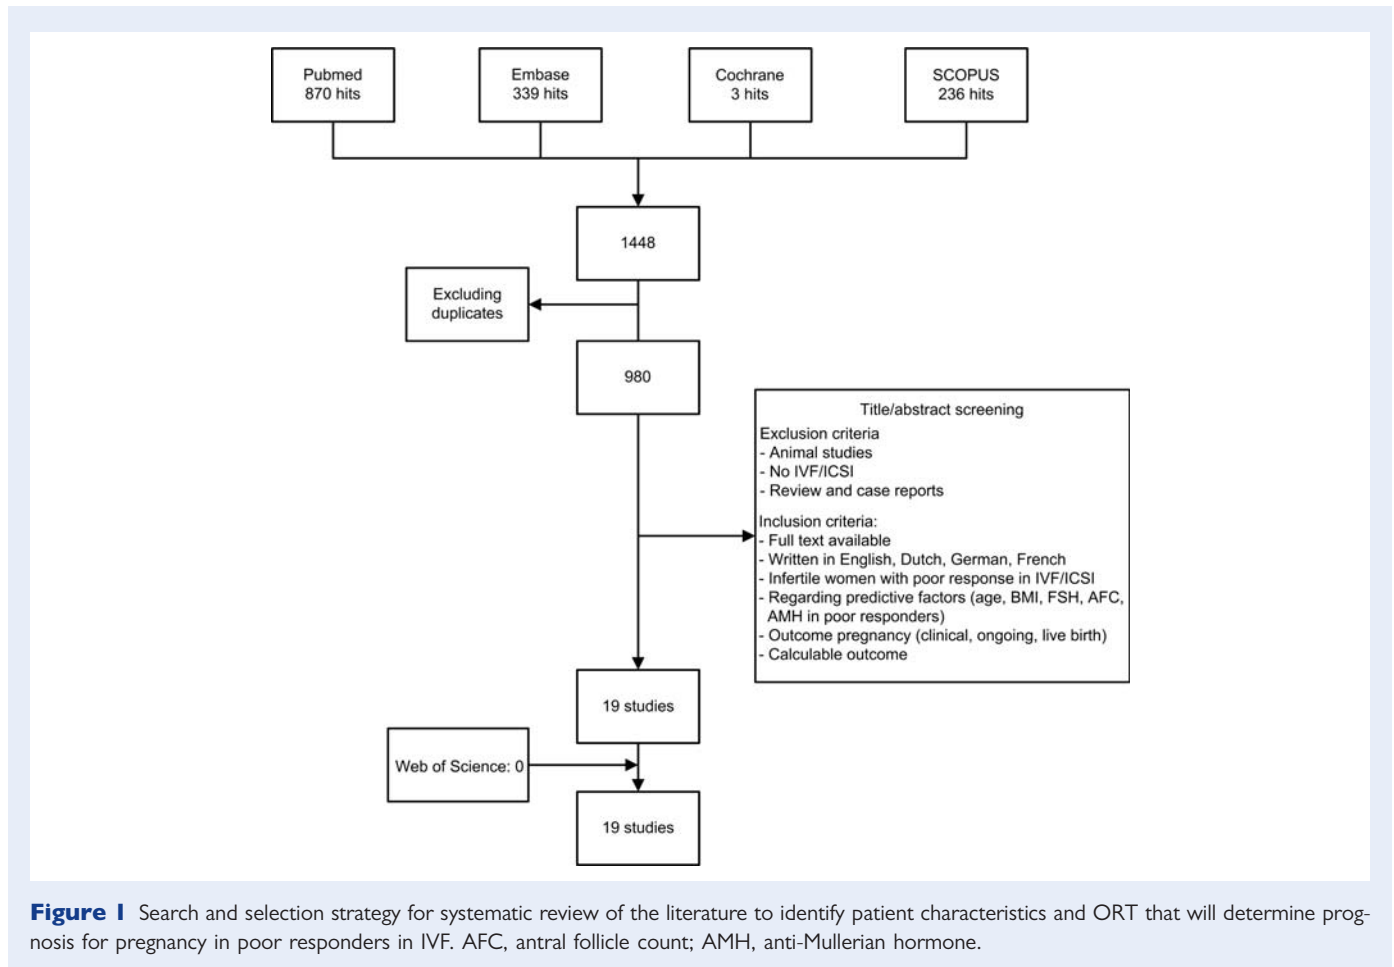 Pubmed
870 hits
Embase
339 hits
Cochrane
3 hits
SCOPUS
236 hits
1448
Excluding
duplicates
980
Title/abstract screening
Exclusion criteria
- Animal studies
- No IVF/ICSI
- Review and case reports
Inclusion criteria:
- Full text available
- Written in English, Dutch, German, French
- Infertile women with poor response in IVF/ICSI
- Regarding predictive factors (age, BMI, FSH, AFC,
AMH in poor responders)
- Outcome pregnancy (clinical, ongoing, live birth)
- Calculable outcome
19 studies
Web of Science: 0
19 studies
Figure 1 Search and selection strategy for systematic review of the literature to identify patient characteristics and ORT that will determine prog-
nosis for pregnancy in poor responders in IVF. AFC, antral follicle count; AMH, anti-Mullerian hormone.